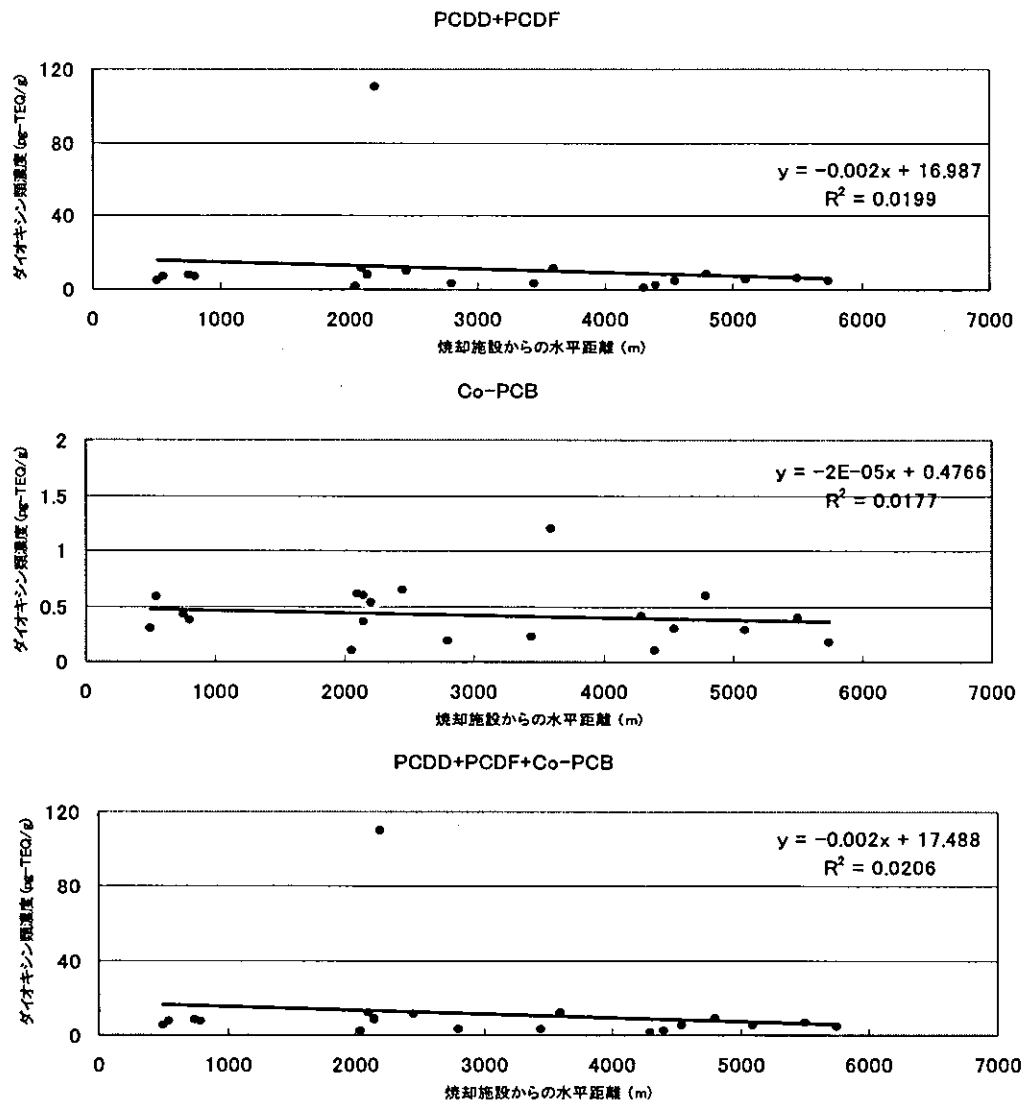 PCDD+PCDF
ダイオキシン類濃度(pg-TEQ/g)
120
80
40
0
y = -0.002x + 16.987
R² = 0.0199
0 1000 2000 3000 4000 5000 6000 7000
焼却施設からの水平距離 (m)
Co-PCB
ダイオキシン類濃度(pg-TEQ/g)
2
1.5
1
0.5
0
y = -2E-05x + 0.4766
R² = 0.0177
0 1000 2000 3000 4000 5000 6000 7000
焼却施設からの水平距離 (m)
PCDD+PCDF+Co-PCB
ダイオキシン類濃度(pg-TEQ/g)
120
80
40
0
y = -0.002x + 17.488
R² = 0.0206
0 1000 2000 3000 4000 5000 6000 7000
焼却施設からの水平距離 (m)